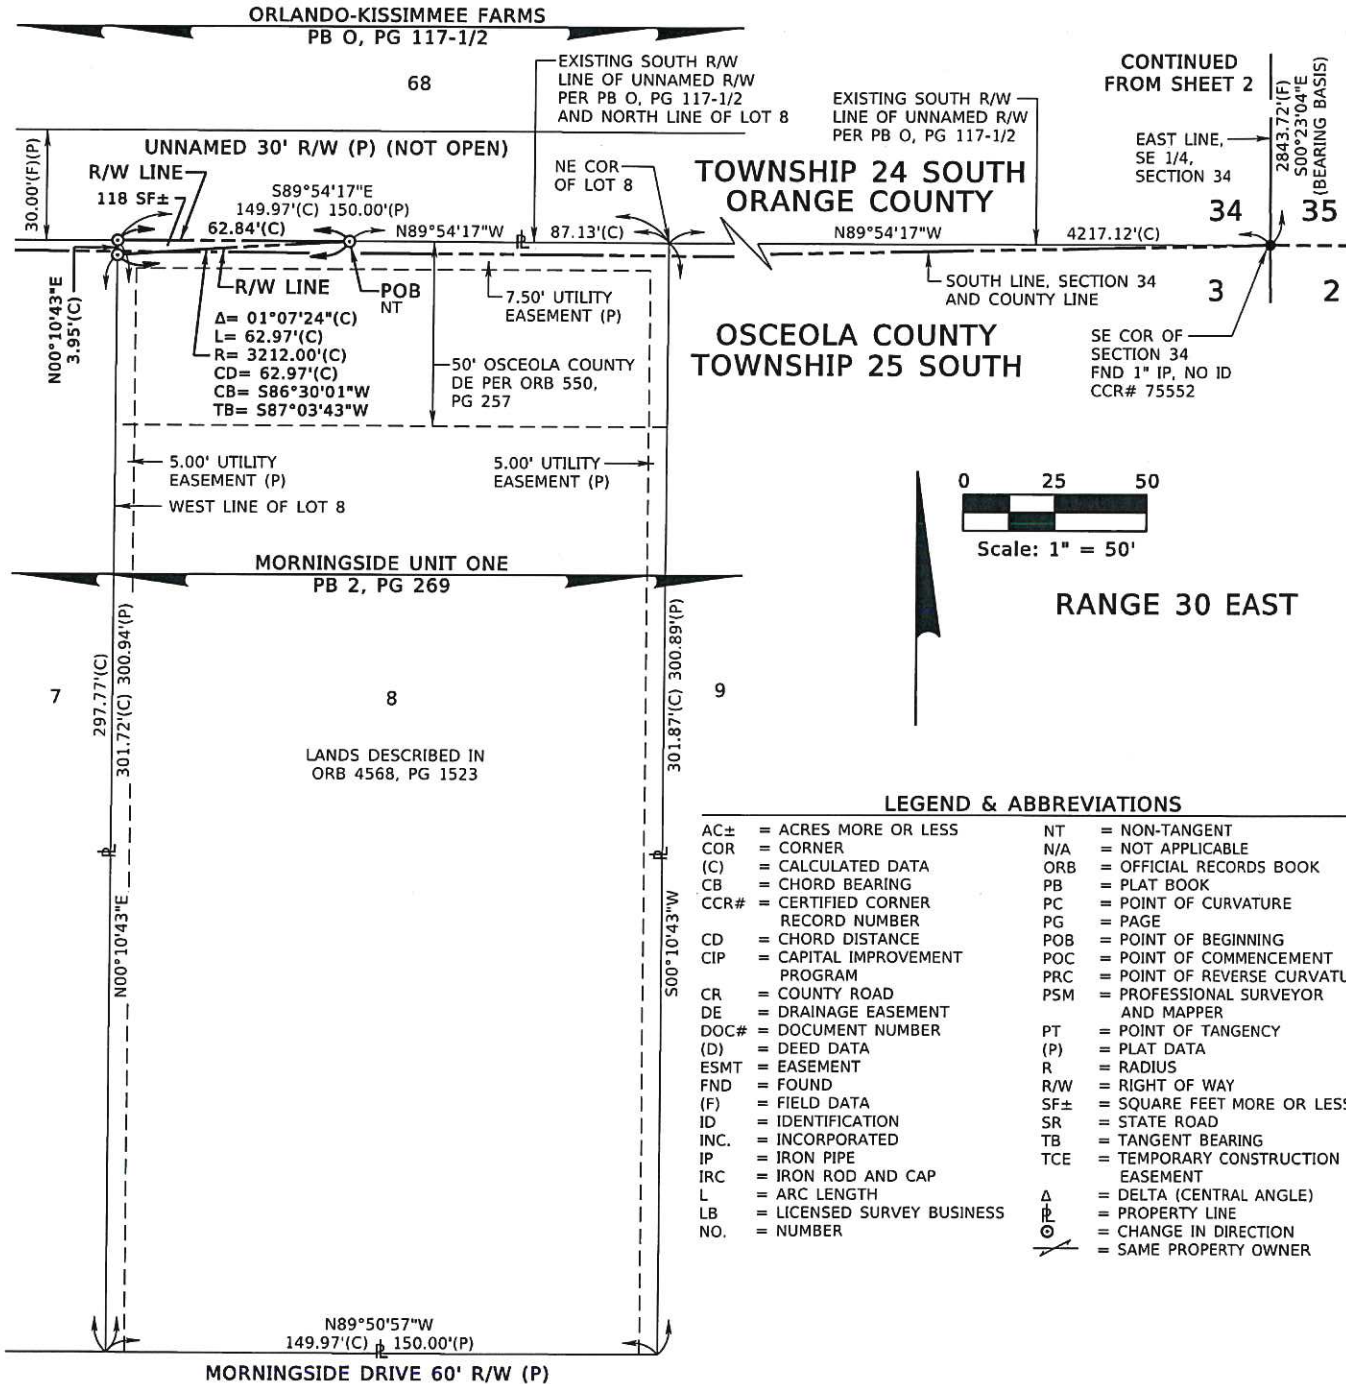 ORLANDO-KISSIMMEE FARMS
PB O, PG 117-1/2
68
EXISTING SOUTH R/W
LINE OF UNNAMED R/W
PER PB O, PG 117-1/2
AND NORTH LINE OF LOT 8
EXISTING SOUTH R/W
LINE OF UNNAMED R/W
PER PB O, PG 117-1/2
CONTINUED
FROM SHEET 2
EAST LINE,
SE 1/4,
SECTION 34
2843.72'(F)
S00°23'04"E
(BEARING BASIS)
34
35
3
2
30.00'(F)(P)
UNNAMED 30' R/W (P) (NOT OPEN)
R/W LINE
118 SF±
S89°54'17"E
149.97'(C) 150.00'(P)
62.84'(C)
NE COR
OF LOT 8
N89°54'17"W
PL
87.13'(C)
TOWNSHIP 24 SOUTH
ORANGE COUNTY
N89°54'17"W
4217.12'(C)
SOUTH LINE, SECTION 34
AND COUNTY LINE
OSCEOLA COUNTY
TOWNSHIP 25 SOUTH
SE COR OF
SECTION 34
FND 1" IP, NO ID
CCR# 75552
N00°10'43"E
3.95'(C)
R/W LINE
Δ= 01°07'24"(C)
L= 62.97'(C)
R= 3212.00'(C)
CD= 62.97'(C)
CB= S86°30'01"W
TB= S87°03'43"W
POB
NT
7.50' UTILITY
EASEMENT (P)
50' OSCEOLA COUNTY
DE PER ORB 550,
PG 257
5.00' UTILITY
EASEMENT (P)
5.00' UTILITY
EASEMENT (P)
WEST LINE OF LOT 8
0 25 50
Scale: 1" = 50'
RANGE 30 EAST
MORNINGSIDE UNIT ONE
PB 2, PG 269
297.77'(C)
301.72'(C) 300.94'(P)
301.87'(C) 300.89'(P)
7
8
9
LANDS DESCRIBED IN
ORB 4568, PG 1523
PL
PL
N00°10'43"E
S00°10'43"W
N89°50'57"W
149.97'(C) PL 150.00'(P)
MORNINGSIDE DRIVE 60' R/W (P)
LEGEND & ABBREVIATIONS
AC± = ACRES MORE OR LESS
COR = CORNER
(C) = CALCULATED DATA
CB = CHORD BEARING
CCR# = CERTIFIED CORNER
RECORD NUMBER
CD = CHORD DISTANCE
CIP = CAPITAL IMPROVEMENT
PROGRAM
CR = COUNTY ROAD
DE = DRAINAGE EASEMENT
DOC# = DOCUMENT NUMBER
(D) = DEED DATA
ESMT = EASEMENT
FND = FOUND
(F) = FIELD DATA
ID = IDENTIFICATION
INC. = INCORPORATED
IP = IRON PIPE
IRC = IRON ROD AND CAP
L = ARC LENGTH
LB = LICENSED SURVEY BUSINESS
NO. = NUMBER
NT = NON-TANGENT
N/A = NOT APPLICABLE
ORB = OFFICIAL RECORDS BOOK
PB = PLAT BOOK
PC = POINT OF CURVATURE
PG = PAGE
POB = POINT OF BEGINNING
POC = POINT OF COMMENCEMENT
PRC = POINT OF REVERSE CURVATU
PSM = PROFESSIONAL SURVEYOR
AND MAPPER
PT = POINT OF TANGENCY
(P) = PLAT DATA
R = RADIUS
R/W = RIGHT OF WAY
SF± = SQUARE FEET MORE OR LESS
SR = STATE ROAD
TB = TANGENT BEARING
TCE = TEMPORARY CONSTRUCTION
EASEMENT
Δ = DELTA (CENTRAL ANGLE)
PL = PROPERTY LINE
= CHANGE IN DIRECTION
= SAME PROPERTY OWNER